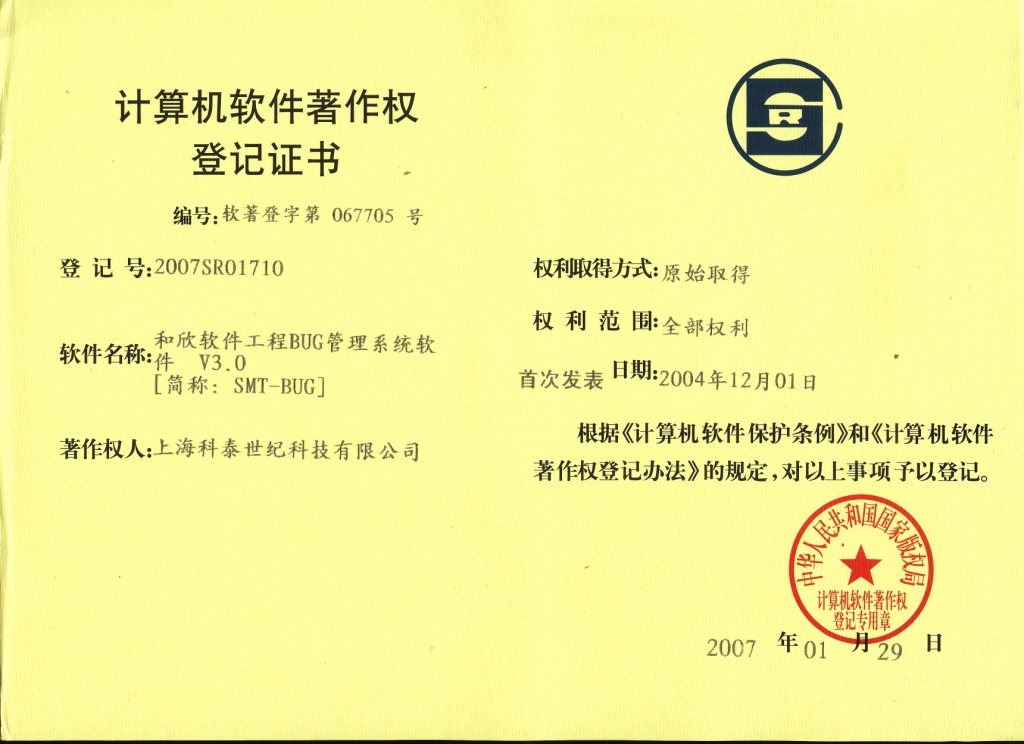 计算机软件著作权
登记证书
编号:软著登字第 067705 号
登 记 号:2007SR01710
软件名称:和欣软件工程BUG管理系统软
件 V3.0
[简称: SMT-BUG]
著作权人:上海科泰世纪科技有限公司
SR
权利取得方式:原始取得
权 利 范 围:全部权利
首次发表 日期:2004年12月01日
根据《计算机软件保护条例》和《计算机软件
著作权登记办法》的规定,对以上事项予以登记。
中华人民共和国国家版权局
计算机软件著作权
登记专用章
2007 年 01 月 29 日